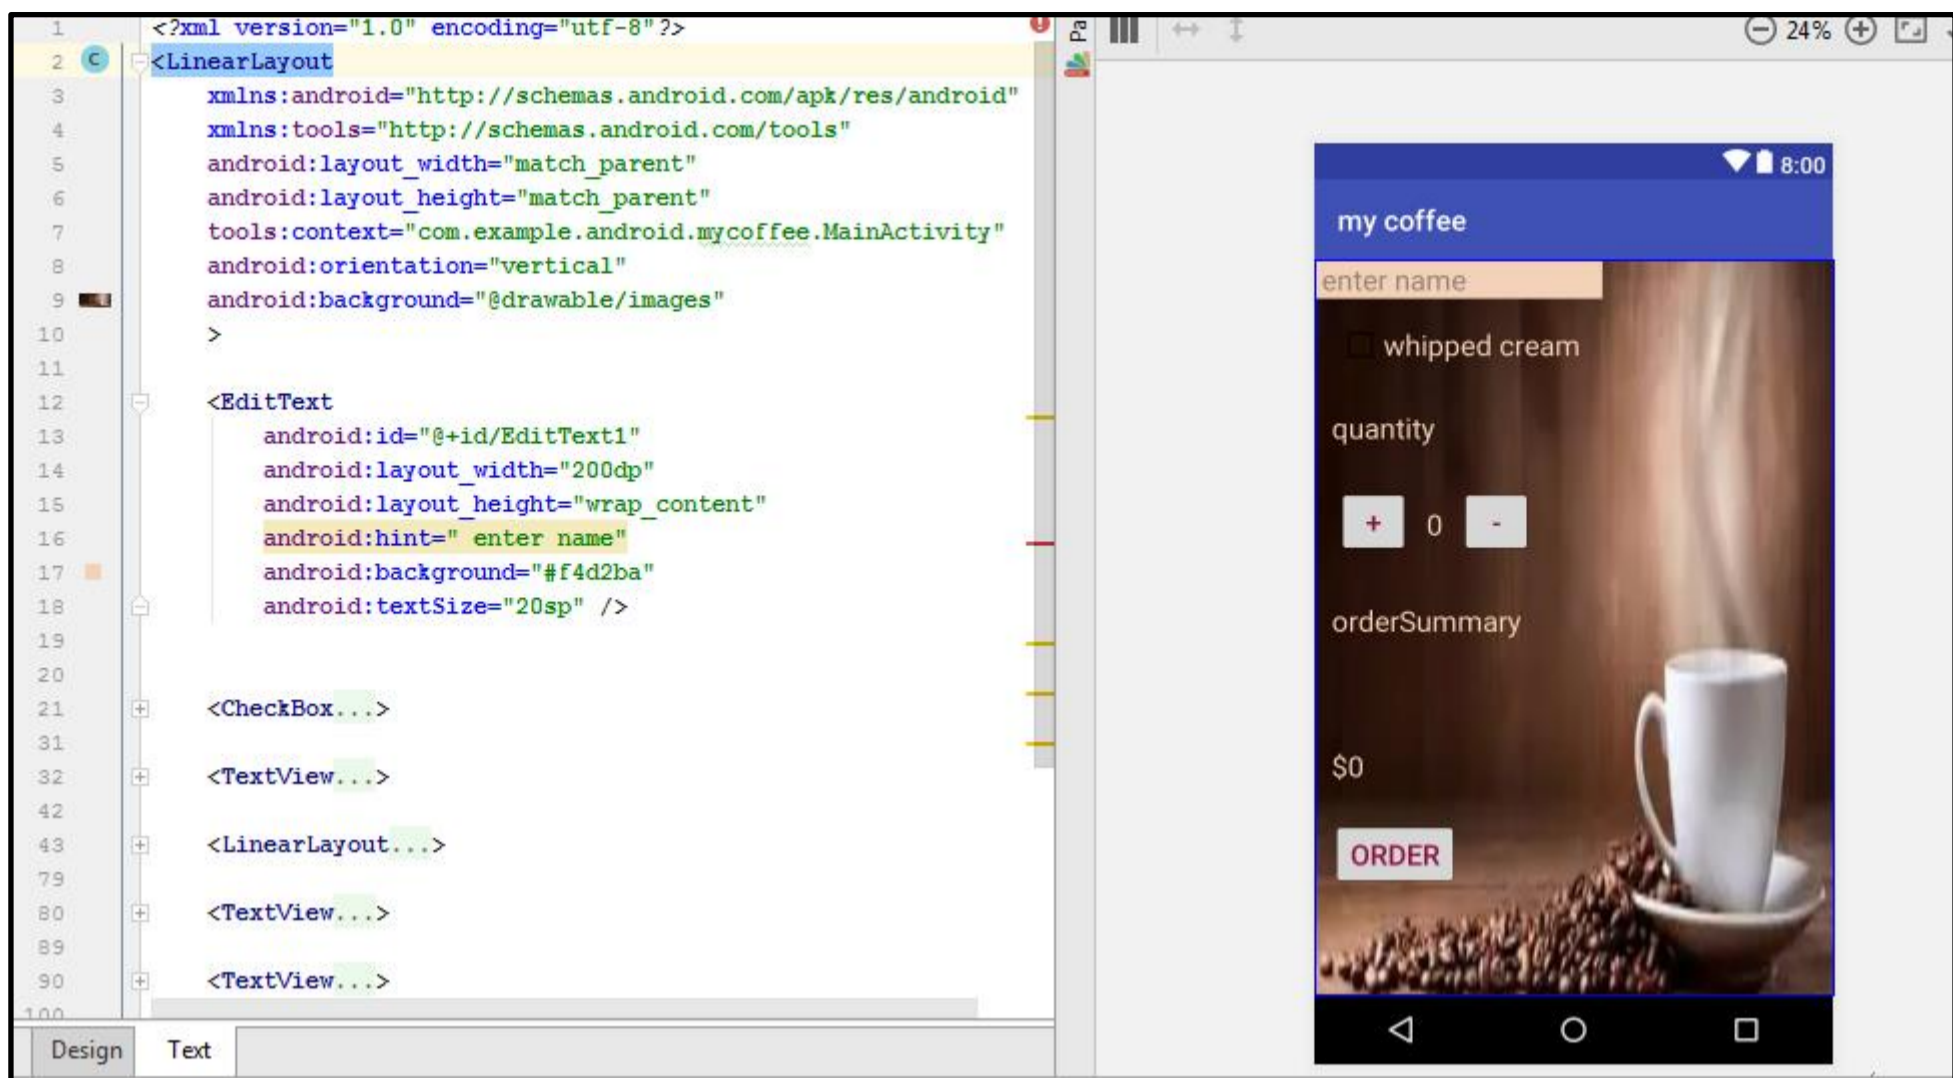 1 <?xml version="1.0" encoding="utf-8"?>
2 C <LinearLayout
3 xmlns:android="http://schemas.android.com/apk/res/android"
4 xmlns:tools="http://schemas.android.com/tools"
5 android:layout_width="match_parent"
6 android:layout_height="match_parent"
7 tools:context="com.example.android.mycoffee.MainActivity"
8 android:orientation="vertical"
9 android:background="@drawable/images"
10 >
11
12 <EditText
13 android:id="@+id/EditText1"
14 android:layout_width="200dp"
15 android:layout_height="wrap_content"
16 android:hint=" enter name"
17 android:background="#f4d2ba"
18 android:textSize="20sp" />
19
20
21 <CheckBox...>
31
32 <TextView...>
42
43 <LinearLayout...>
79
80 <TextView...>
89
90 <TextView...>
100
Design Text
Pa
24%
8:00
my coffee
enter name
whipped cream
quantity
+ 0 -
orderSummary
$0
ORDER